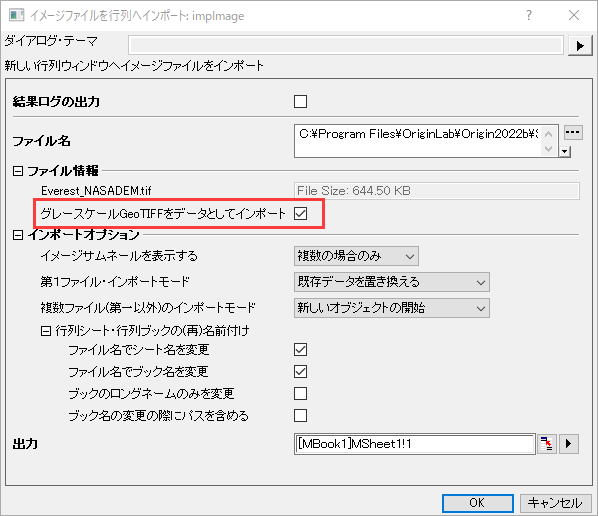 イメージファイルを行列へインポート: impImage
ダイアログ・テーマ
新しい行列ウィンドウへイメージファイルをインポート
結果ログの出力
ファイル名
C:¥Program Files¥OriginLab¥Origin2022b¥S
ファイル情報
Everest_NASADEM.tif
File Size: 644.50 KB
グレースケールGeoTIFFをデータとしてインポート
インポートオプション
イメージサムネールを表示する
複数の場合のみ
第1ファイル・インポートモード
既存データを置き換える
複数ファイル(第一以外)のインポートモード
新しいオブジェクトの開始
行列シート・行列ブックの(再)名前付け
ファイル名でシート名を変更
ファイル名でブック名を変更
ブックのロングネームのみを変更
ブック名の変更の際にパスを含める
出力
[MBook1]MSheet1!1
OK
キャンセル